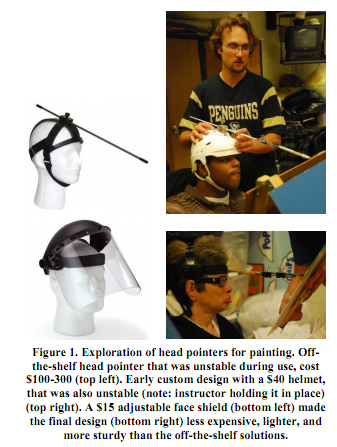 PENGUINS
Figure 1. Exploration of head pointers for painting. Off-
the-shelf head pointer that was unstable during use, cost
$100-300 (top left). Early custom design with a $40 helmet,
that was also unstable (note: instructor holding it in place)
(top right). A $15 adjustable face shield (bottom left) made
the final design (bottom right) less expensive, lighter, and
more sturdy than the off-the-shelf solutions.